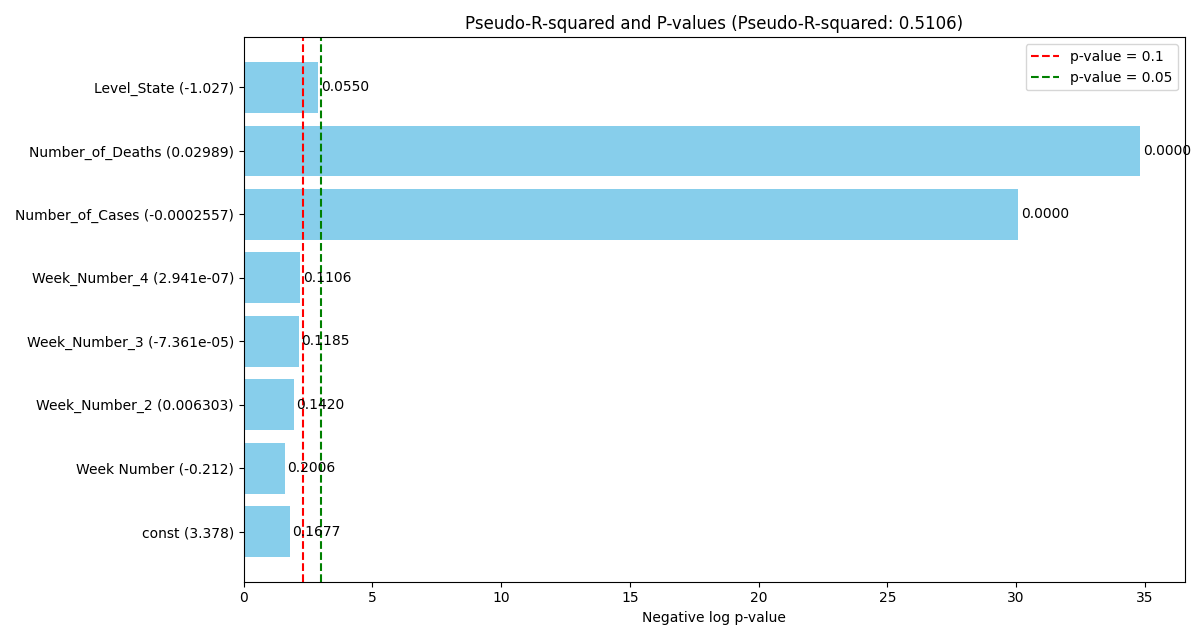 Pseudo-R-squared and P-values (Pseudo-R-squared: 0.5106)
p-value = 0.1
p-value = 0.05
Level_State (-1.027)
0.0550
Number_of_Deaths (0.02989)
0.0000
Number_of_Cases (-0.0002557)
0.0000
Week_Number_4 (2.941e-07)
0.1106
Week_Number_3 (-7.361e-05)
0.1185
Week_Number_2 (0.006303)
0.1420
Week Number (-0.212)
0.2006
const (3.378)
0.1677
0 5 10 15 20 25 30 35
Negative log p-value